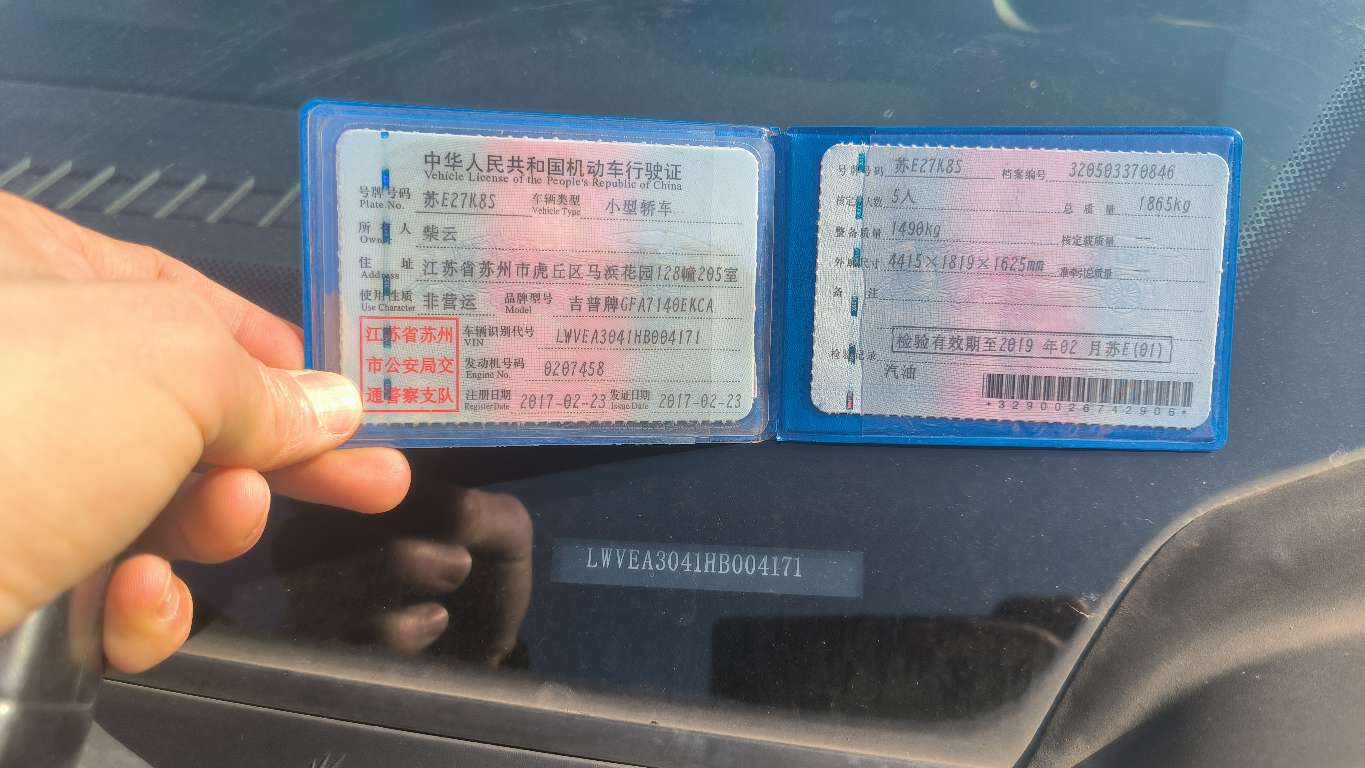 中华人民共和国机动车行驶证
Vehicle License of the People's Republic of China
号牌号码 苏E27K8S 车辆类型 小型轿车
Plate No. Vehicle Type
所有人 柴云
Owner
住址 江苏省苏州市虎丘区马浜花园128幢205室
Address
使用性质 非营运 品牌型号 吉普牌GFA7140EKCA
Use Character Model
江苏省苏州
市公安局交
通警察支队
车辆识别代号 LWVEA3041HB004171
VIN
发动机号码 0207458
Engine No.
注册日期 2017-02-23 发证日期 2017-02-23
Register Date Issue Date
号牌号码 苏E27K8S 档案编号 320503370846
核定载人数 5人 总质量 1865kg
整备质量 1490kg 核定载质量 --
外廓尺寸 4415×1819×1625mm 准牵引总质量 --
备注
检验有效期至2019年02月苏E(01)
检验记录
汽油
*3290026742906*
LWVEA3041HB004171